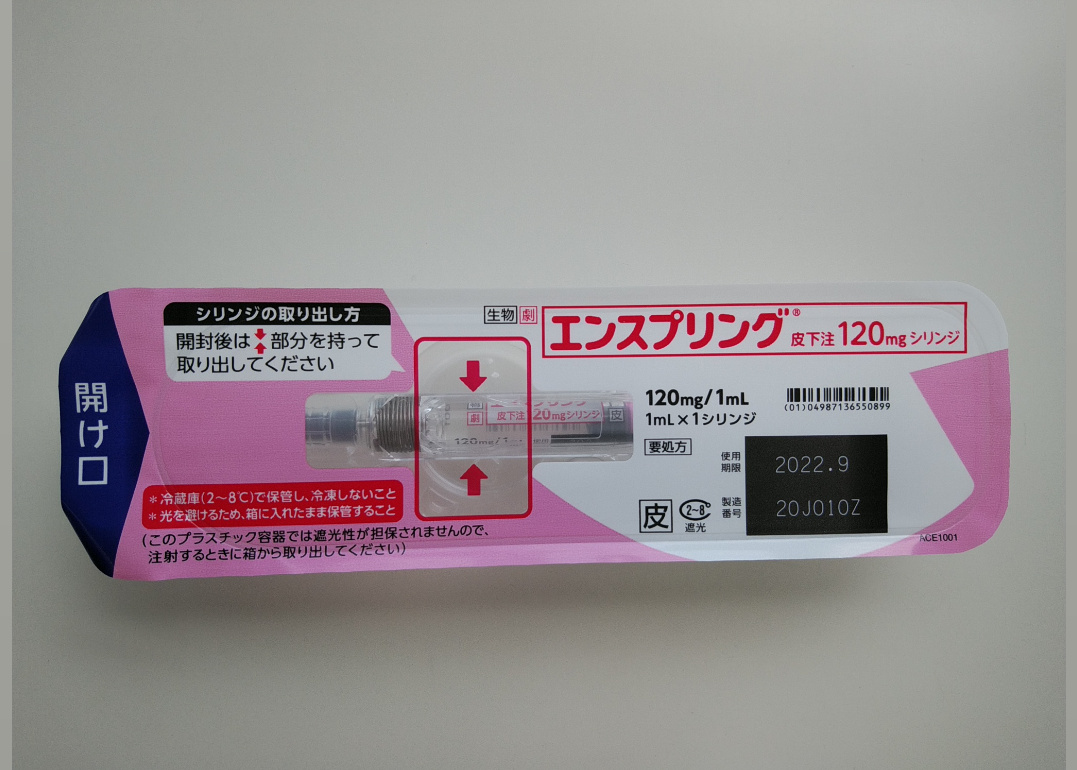 開け口
シリンジの取り出し方
開封後は 部分を持って
取り出してください
生物 劇
エンスプリング® 皮下注120mgシリンジ
劇 皮下注120mgシリンジ 皮
120mg/1
120mg/1mL
1mL×1シリンジ
(01)04987136550899
要処方
使用期限 2022.9
製造番号 20J010Z
皮 2~8° 遮光
*冷蔵庫(2~8℃)で保管し、冷凍しないこと
*光を避けるため、箱に入れたまま保管すること
(このプラスチック容器では遮光性が担保されませんので、
注射するときに箱から取り出してください)
ACE1001